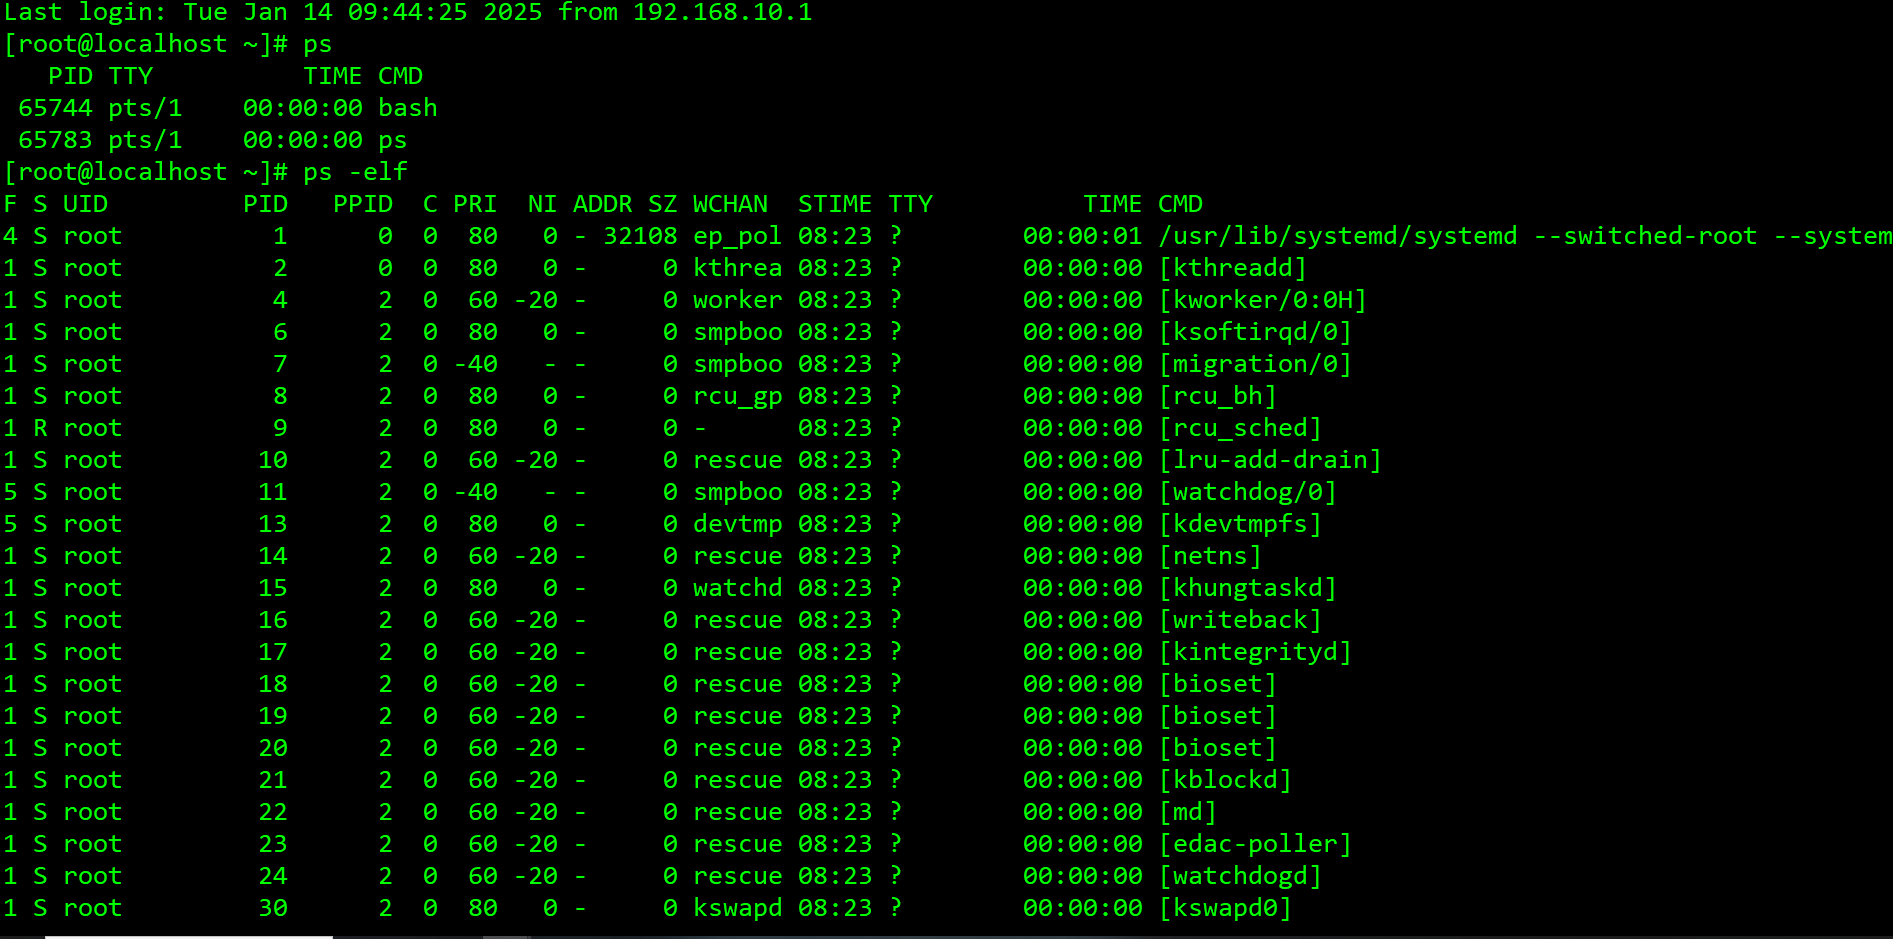 Last login: Tue Jan 14 09:44:25 2025 from 192.168.10.1
[root@localhost ~]# ps
   PID TTY          TIME CMD
 65744 pts/1    00:00:00 bash
 65783 pts/1    00:00:00 ps
[root@localhost ~]# ps -elf
F S UID         PID   PPID  C PRI  NI ADDR SZ WCHAN  STIME TTY          TIME CMD
4 S root          1      0  0  80   0 - 32108 ep_pol 08:23 ?        00:00:01 /usr/lib/systemd/systemd --switched-root --system
1 S root          2      0  0  80   0 -     0 kthrea 08:23 ?        00:00:00 [kthreadd]
1 S root          4      2  0  60 -20 -     0 worker 08:23 ?        00:00:00 [kworker/0:0H]
1 S root          6      2  0  80   0 -     0 smpboo 08:23 ?        00:00:00 [ksoftirqd/0]
1 S root          7      2  0 -40   - -     0 smpboo 08:23 ?        00:00:00 [migration/0]
1 S root          8      2  0  80   0 -     0 rcu_gp 08:23 ?        00:00:00 [rcu_bh]
1 R root          9      2  0  80   0 -     0 -      08:23 ?        00:00:00 [rcu_sched]
1 S root         10      2  0  60 -20 -     0 rescue 08:23 ?        00:00:00 [lru-add-drain]
5 S root         11      2  0 -40   - -     0 smpboo 08:23 ?        00:00:00 [watchdog/0]
5 S root         13      2  0  80   0 -     0 devtmp 08:23 ?        00:00:00 [kdevtmpfs]
1 S root         14      2  0  60 -20 -     0 rescue 08:23 ?        00:00:00 [netns]
1 S root         15      2  0  80   0 -     0 watchd 08:23 ?        00:00:00 [khungtaskd]
1 S root         16      2  0  60 -20 -     0 rescue 08:23 ?        00:00:00 [writeback]
1 S root         17      2  0  60 -20 -     0 rescue 08:23 ?        00:00:00 [kintegrityd]
1 S root         18      2  0  60 -20 -     0 rescue 08:23 ?        00:00:00 [bioset]
1 S root         19      2  0  60 -20 -     0 rescue 08:23 ?        00:00:00 [bioset]
1 S root         20      2  0  60 -20 -     0 rescue 08:23 ?        00:00:00 [bioset]
1 S root         21      2  0  60 -20 -     0 rescue 08:23 ?        00:00:00 [kblockd]
1 S root         22      2  0  60 -20 -     0 rescue 08:23 ?        00:00:00 [md]
1 S root         23      2  0  60 -20 -     0 rescue 08:23 ?        00:00:00 [edac-poller]
1 S root         24      2  0  60 -20 -     0 rescue 08:23 ?        00:00:00 [watchdogd]
1 S root         30      2  0  80   0 -     0 kswapd 08:23 ?        00:00:00 [kswapd0]